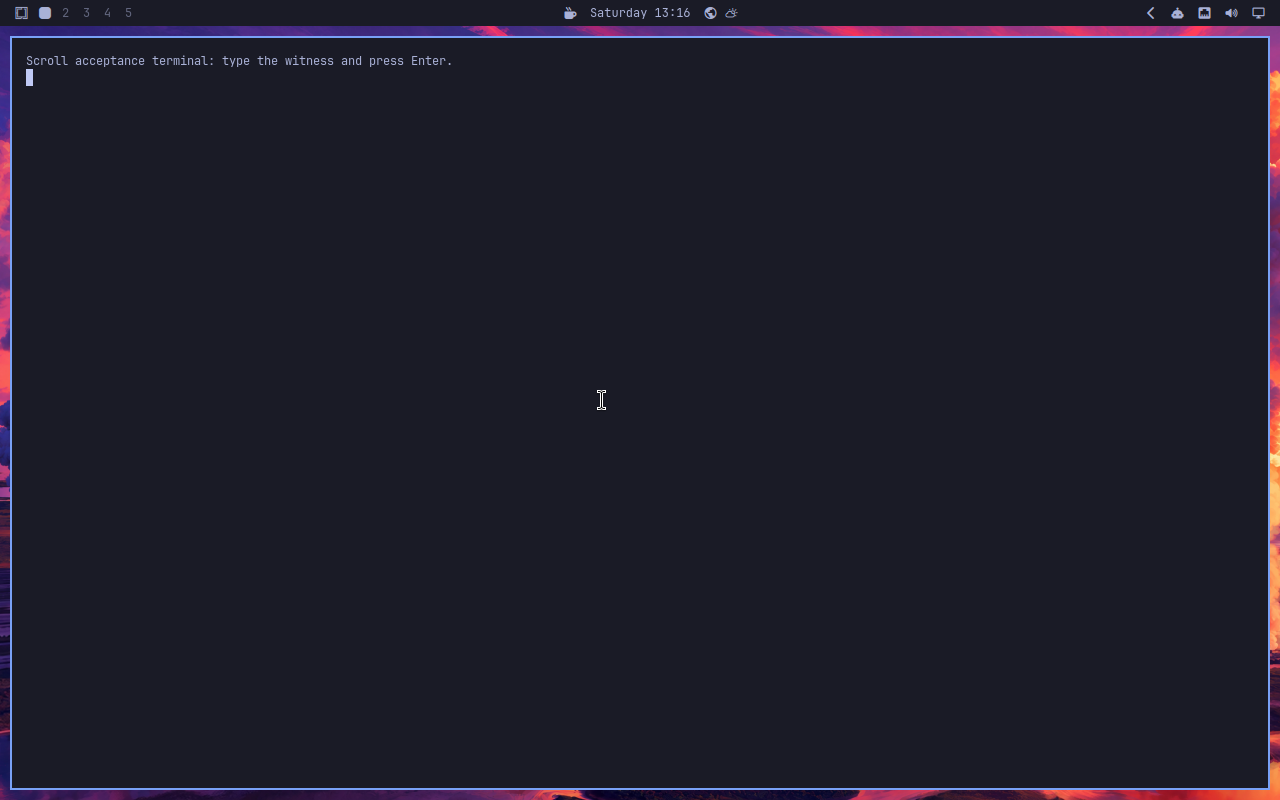 2 3 4 5 Saturday 13:16
Scroll acceptance terminal: type the witness and press Enter.